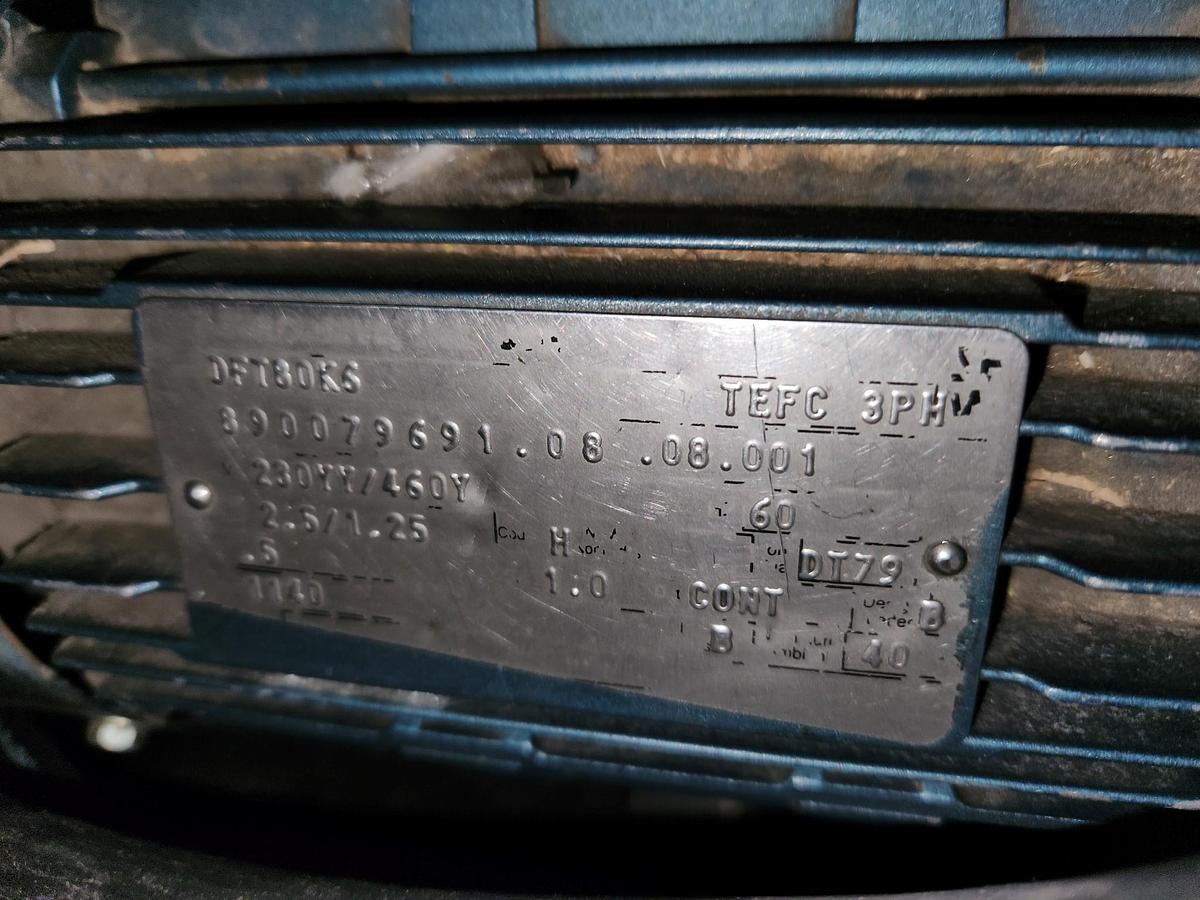 DFT80K6
TEFC 3PH
890079691.08 .08.001
230YY/460Y 60
2.5/1.25 H DT79
.5 1.0 CONT B
1140 B 40